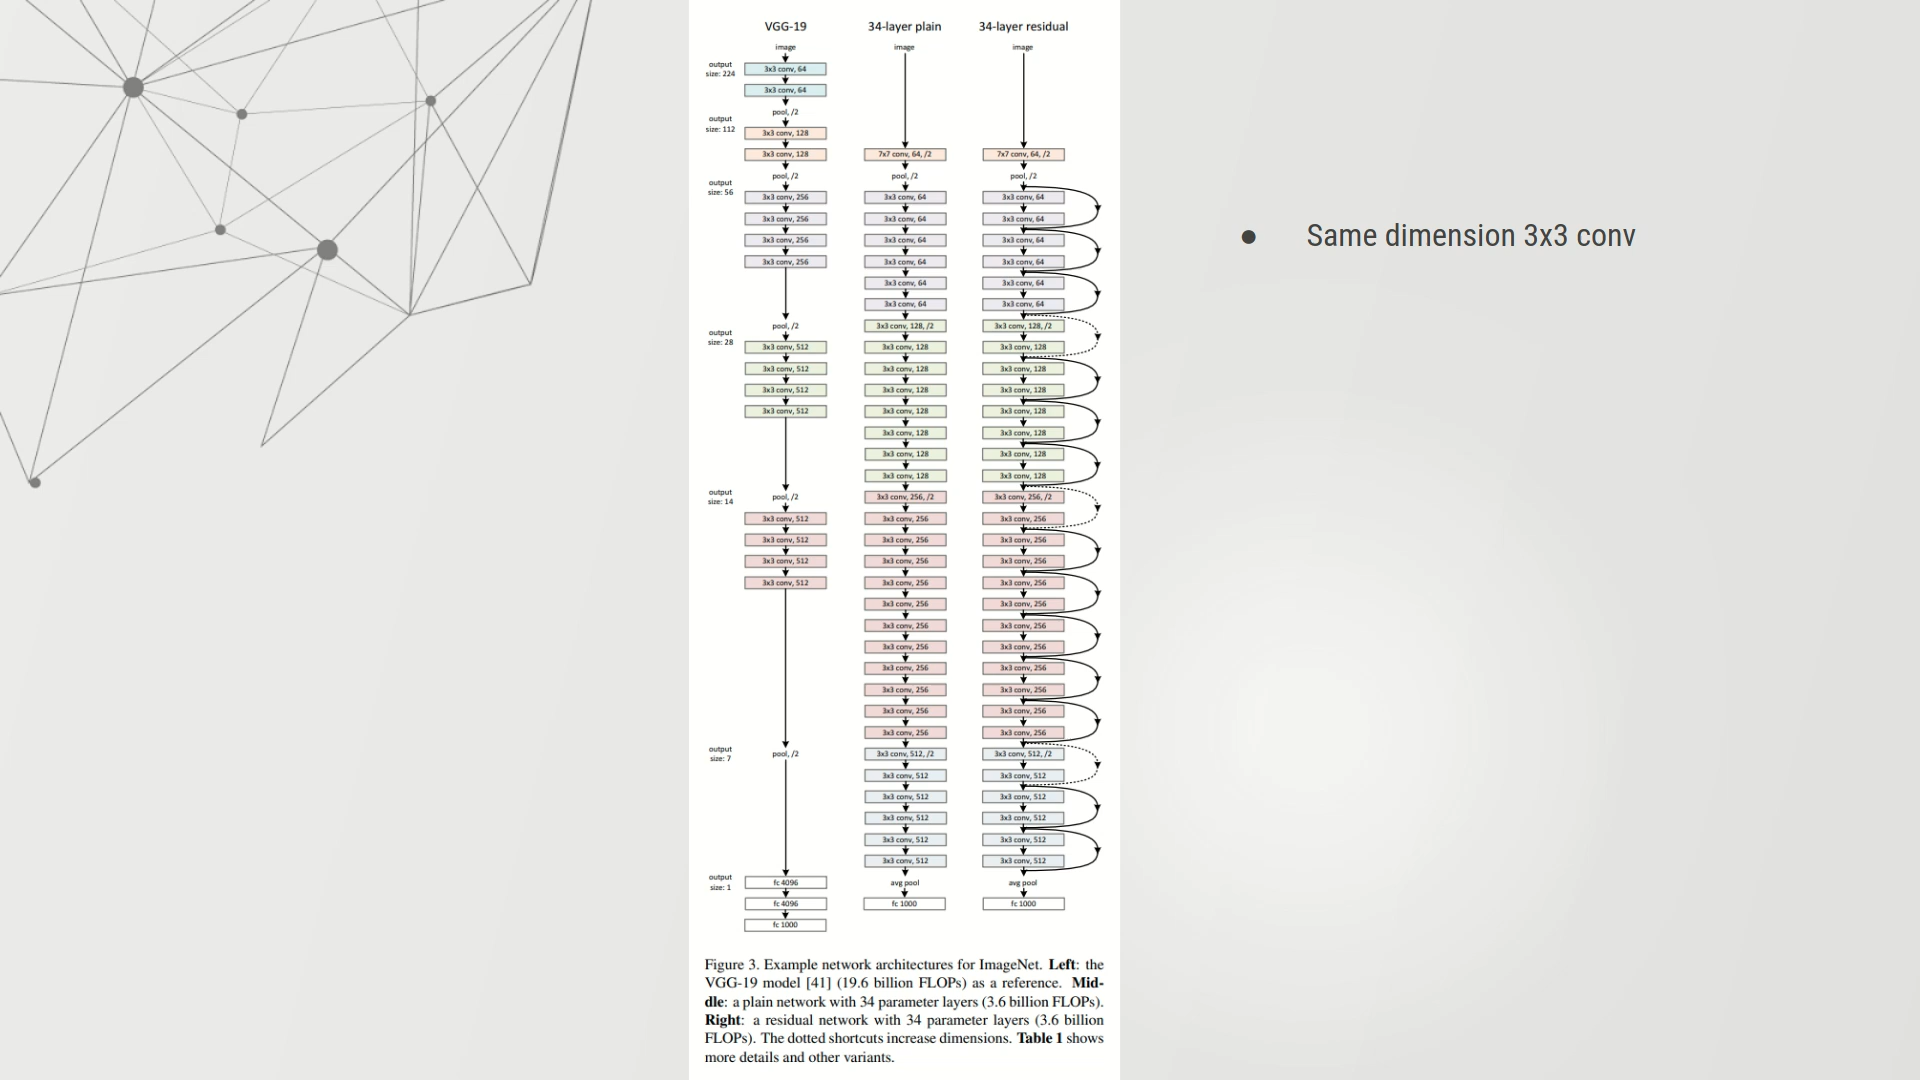 VGG-19
34-layer plain
34-layer residual
image
output
size: 224
3x3 conv, 64
3x3 conv, 64
pool, /2
output
size: 112
3x3 conv, 128
3x3 conv, 128
pool, /2
output
size: 56
3x3 conv, 256
3x3 conv, 256
3x3 conv, 256
3x3 conv, 256
pool, /2
output
size: 28
3x3 conv, 512
3x3 conv, 512
3x3 conv, 512
3x3 conv, 512
pool, /2
output
size: 14
3x3 conv, 512
3x3 conv, 512
3x3 conv, 512
3x3 conv, 512
output
size: 7
pool, /2
output
size: 1
fc 4096
fc 4096
fc 1000
image
7x7 conv, 64, /2
pool, /2
3x3 conv, 64
3x3 conv, 64
3x3 conv, 64
3x3 conv, 64
3x3 conv, 64
3x3 conv, 64
3x3 conv, 128, /2
3x3 conv, 128
3x3 conv, 128
3x3 conv, 128
3x3 conv, 128
3x3 conv, 128
3x3 conv, 128
3x3 conv, 128
3x3 conv, 256, /2
3x3 conv, 256
3x3 conv, 256
3x3 conv, 256
3x3 conv, 256
3x3 conv, 256
3x3 conv, 256
3x3 conv, 256
3x3 conv, 256
3x3 conv, 256
3x3 conv, 256
3x3 conv, 256
3x3 conv, 512, /2
3x3 conv, 512
3x3 conv, 512
3x3 conv, 512
3x3 conv, 512
3x3 conv, 512
avg pool
fc 1000
image
7x7 conv, 64, /2
pool, /2
3x3 conv, 64
3x3 conv, 64
3x3 conv, 64
3x3 conv, 64
3x3 conv, 64
3x3 conv, 64
3x3 conv, 128, /2
3x3 conv, 128
3x3 conv, 128
3x3 conv, 128
3x3 conv, 128
3x3 conv, 128
3x3 conv, 128
3x3 conv, 128
3x3 conv, 256, /2
3x3 conv, 256
3x3 conv, 256
3x3 conv, 256
3x3 conv, 256
3x3 conv, 256
3x3 conv, 256
3x3 conv, 256
3x3 conv, 256
3x3 conv, 256
3x3 conv, 256
3x3 conv, 256
3x3 conv, 512, /2
3x3 conv, 512
3x3 conv, 512
3x3 conv, 512
3x3 conv, 512
3x3 conv, 512
avg pool
fc 1000
Figure 3. Example network architectures for ImageNet. Left: the
VGG-19 model [41] (19.6 billion FLOPs) as a reference. Mid-
dle: a plain network with 34 parameter layers (3.6 billion FLOPs).
Right: a residual network with 34 parameter layers (3.6 billion
FLOPs). The dotted shortcuts increase dimensions. Table 1 shows
more details and other variants.
● Same dimension 3x3 conv